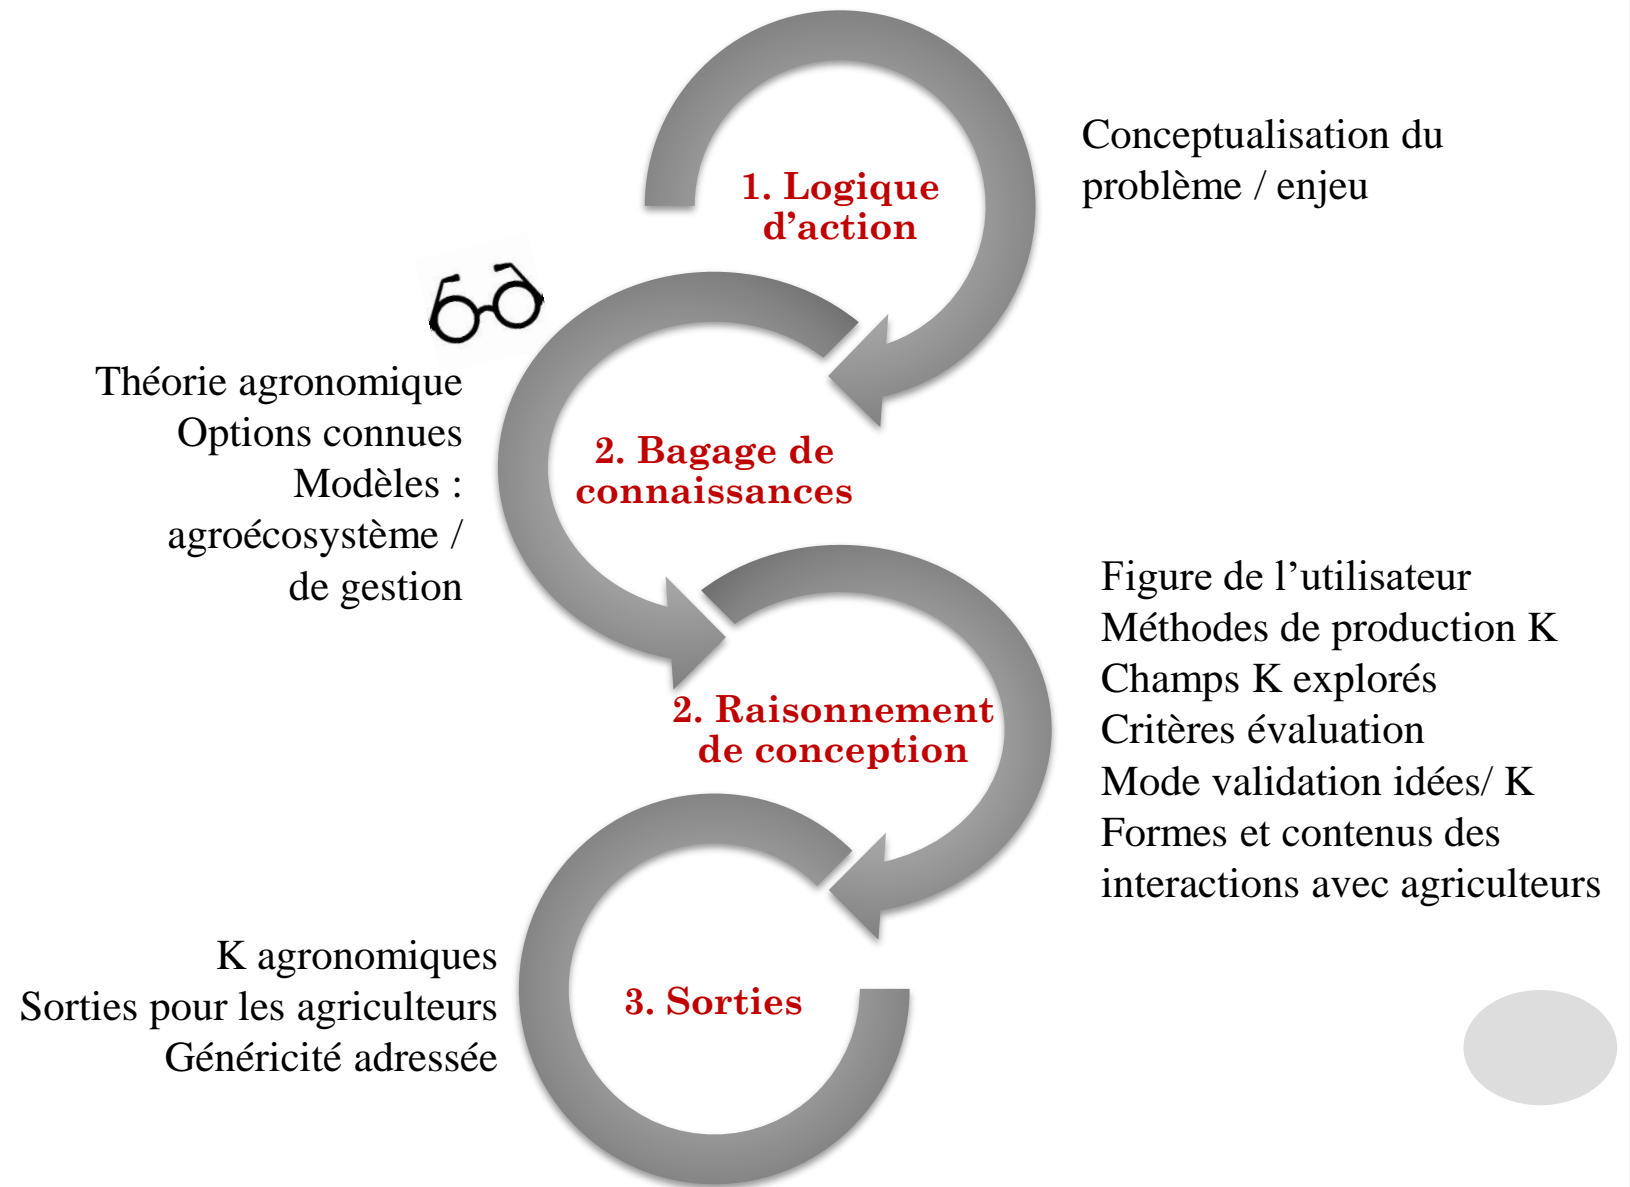 1. Logique
d’action
Conceptualisation du
problème / enjeu
Théorie agronomique
Options connues
Modèles :
agroécosystème /
de gestion
2. Bagage de
connaissances
Figure de l’utilisateur
Méthodes de production K
Champs K explorés
Critères évaluation
Mode validation idées/ K
Formes et contenus des
interactions avec agriculteurs
2. Raisonnement
de conception
K agronomiques
Sorties pour les agriculteurs
Généricité adressée
3. Sorties